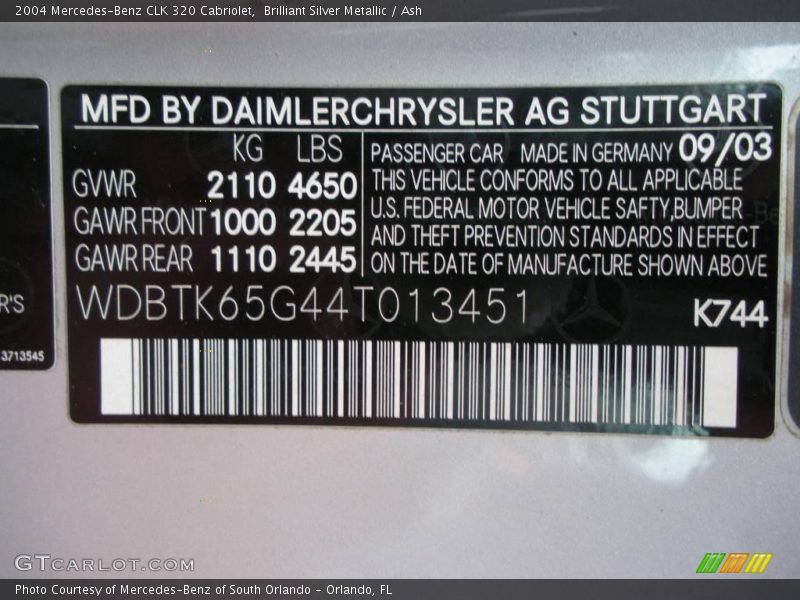 2004 Mercedes-Benz CLK 320 Cabriolet,  Brilliant Silver Metallic / Ash
MFD BY DAIMLERCHRYSLER AG STUTTGART
KG LBS
GVWR 2110 4650
GAWR FRONT 1000 2205
GAWR REAR 1110 2445
PASSENGER CAR MADE IN GERMANY 09/03
THIS VEHICLE CONFORMS TO ALL APPLICABLE
U.S. FEDERAL MOTOR VEHICLE SAFTY,BUMPER
AND THEFT PREVENTION STANDARDS IN EFFECT
ON THE DATE OF MANUFACTURE SHOWN ABOVE
WDBTK65G44T013451
K744
R'S
3713545
GTCARLOT.COM
Photo Courtesy of Mercedes-Benz of South Orlando - Orlando, FL